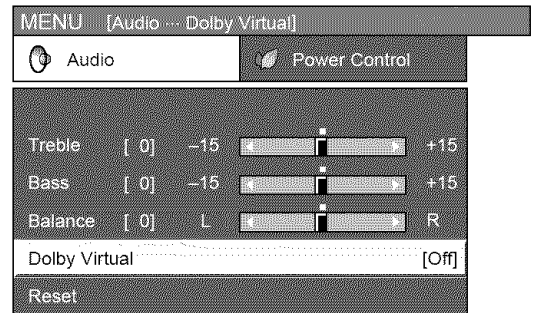 MENU [Audio ··· Dolby Virtual]
Audio Power Control
Treble [ 0] –15 +15
Bass [ 0] –15 +15
Balance [ 0] L R
Dolby Virtual [Off]
Reset